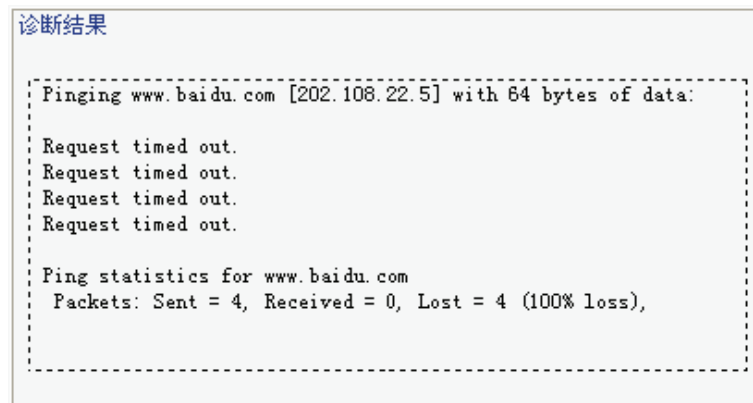 诊断结果
Pinging www.baidu.com [202.108.22.5] with 64 bytes of data:
Request timed out.
Request timed out.
Request timed out.
Request timed out.
Ping statistics for www.baidu.com
Packets: Sent = 4, Received = 0, Lost = 4 (100% loss),